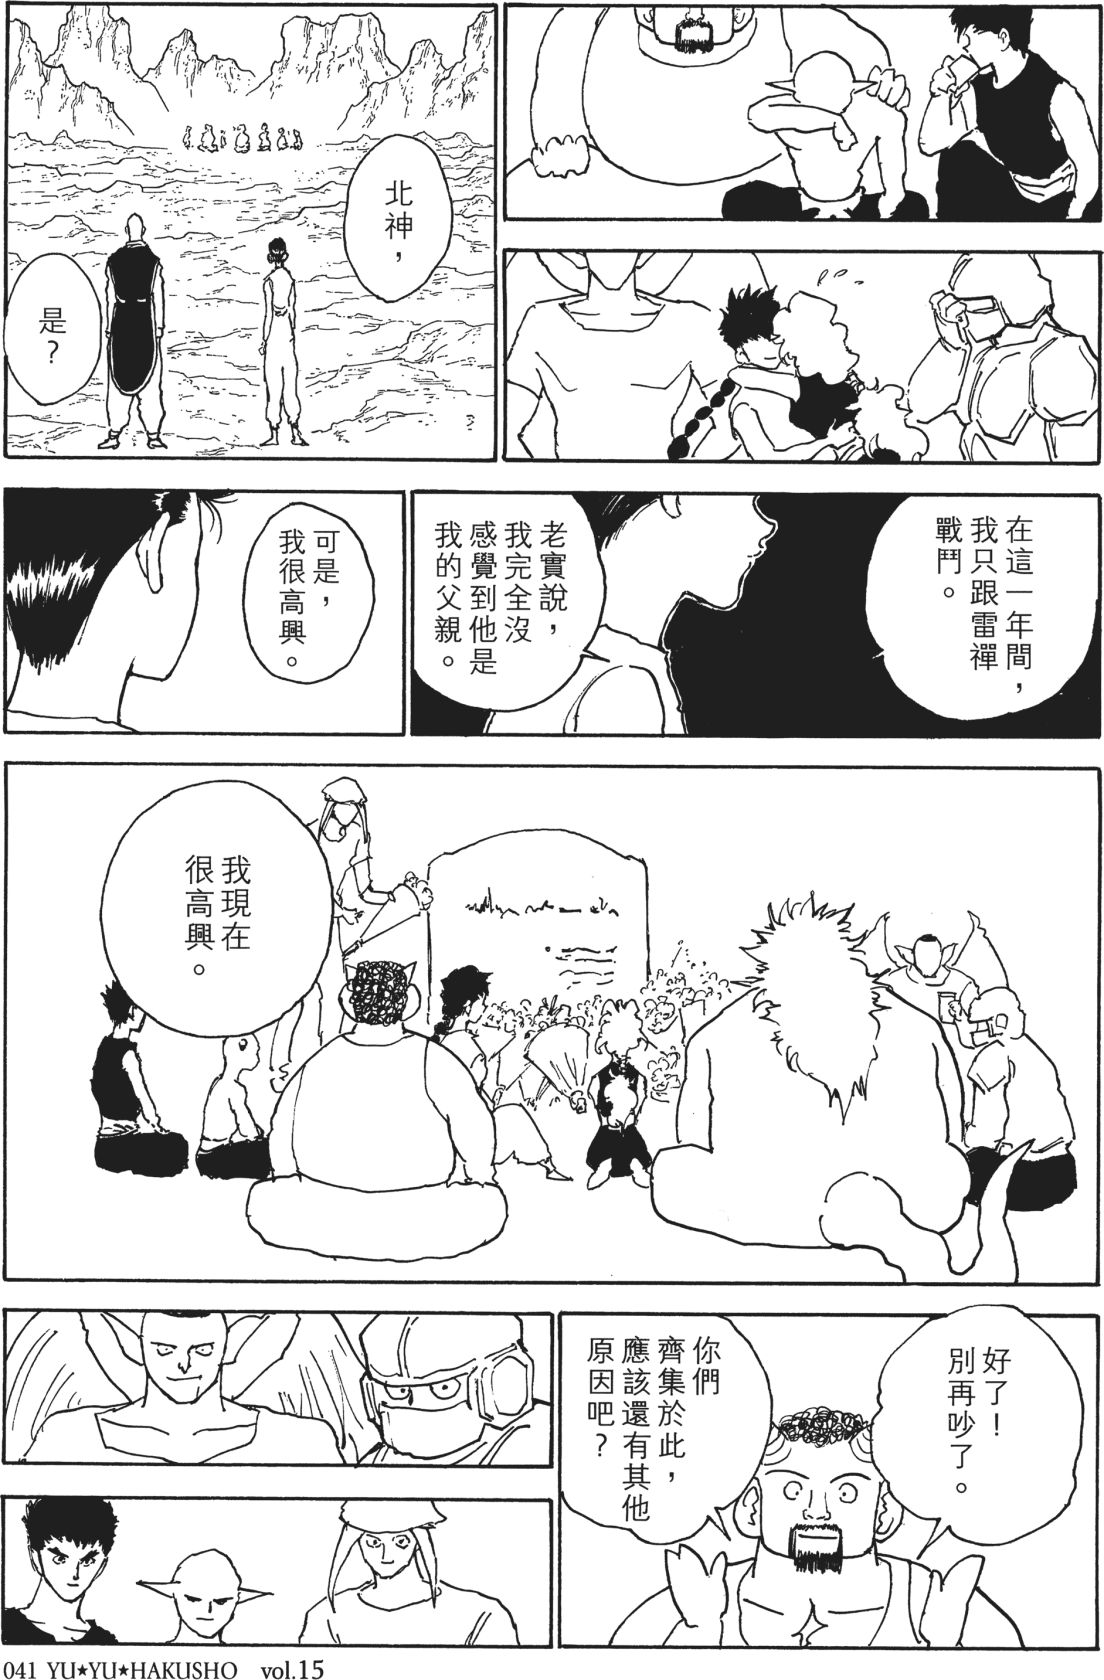 北神，
是？
在這一年間，
我只跟雷禪
戰鬥。
老實說，
我完全沒
感覺到他是
我的父親。
可是，
我很高興。
我現在
很高興。
好了！
別再吵了。
你們
齊集於此，
應該還有其他
原因吧？
041 YU★YU★HAKUSHO vol.15